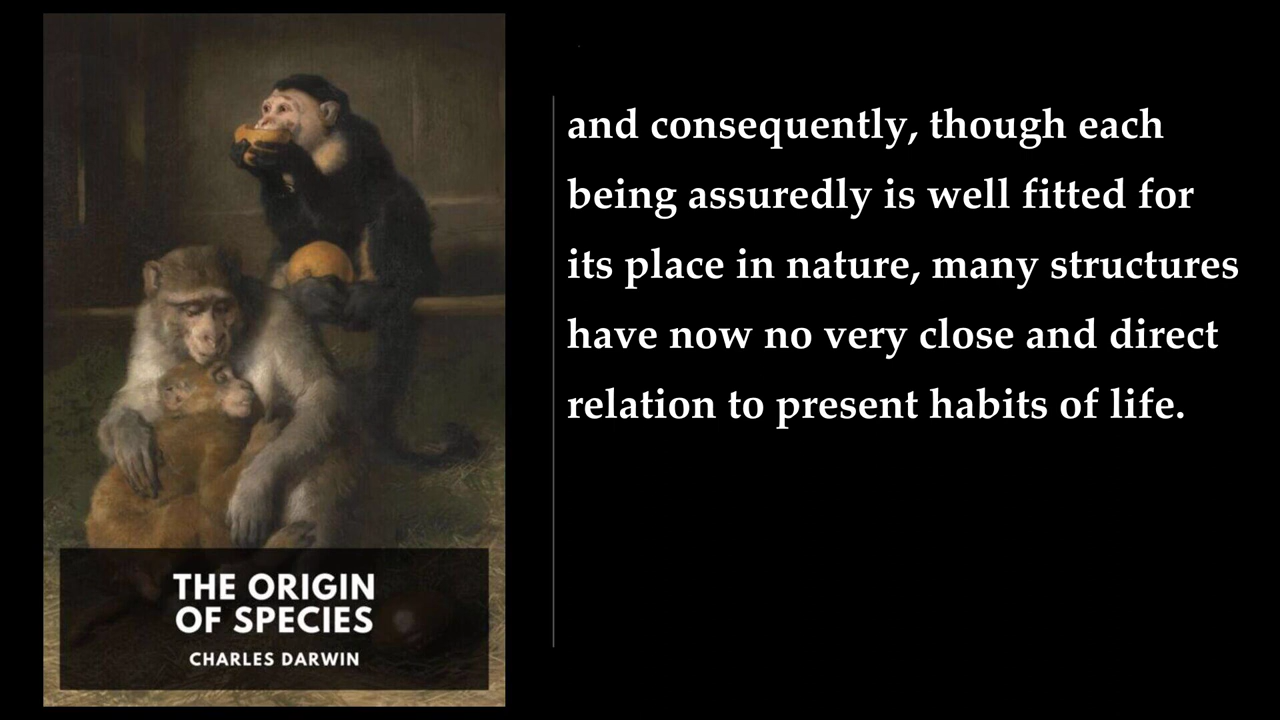 and consequently, though each
being assuredly is well fitted for
its place in nature, many structures
have now no very close and direct
relation to present habits of life.
THE ORIGIN
OF SPECIES
CHARLES DARWIN